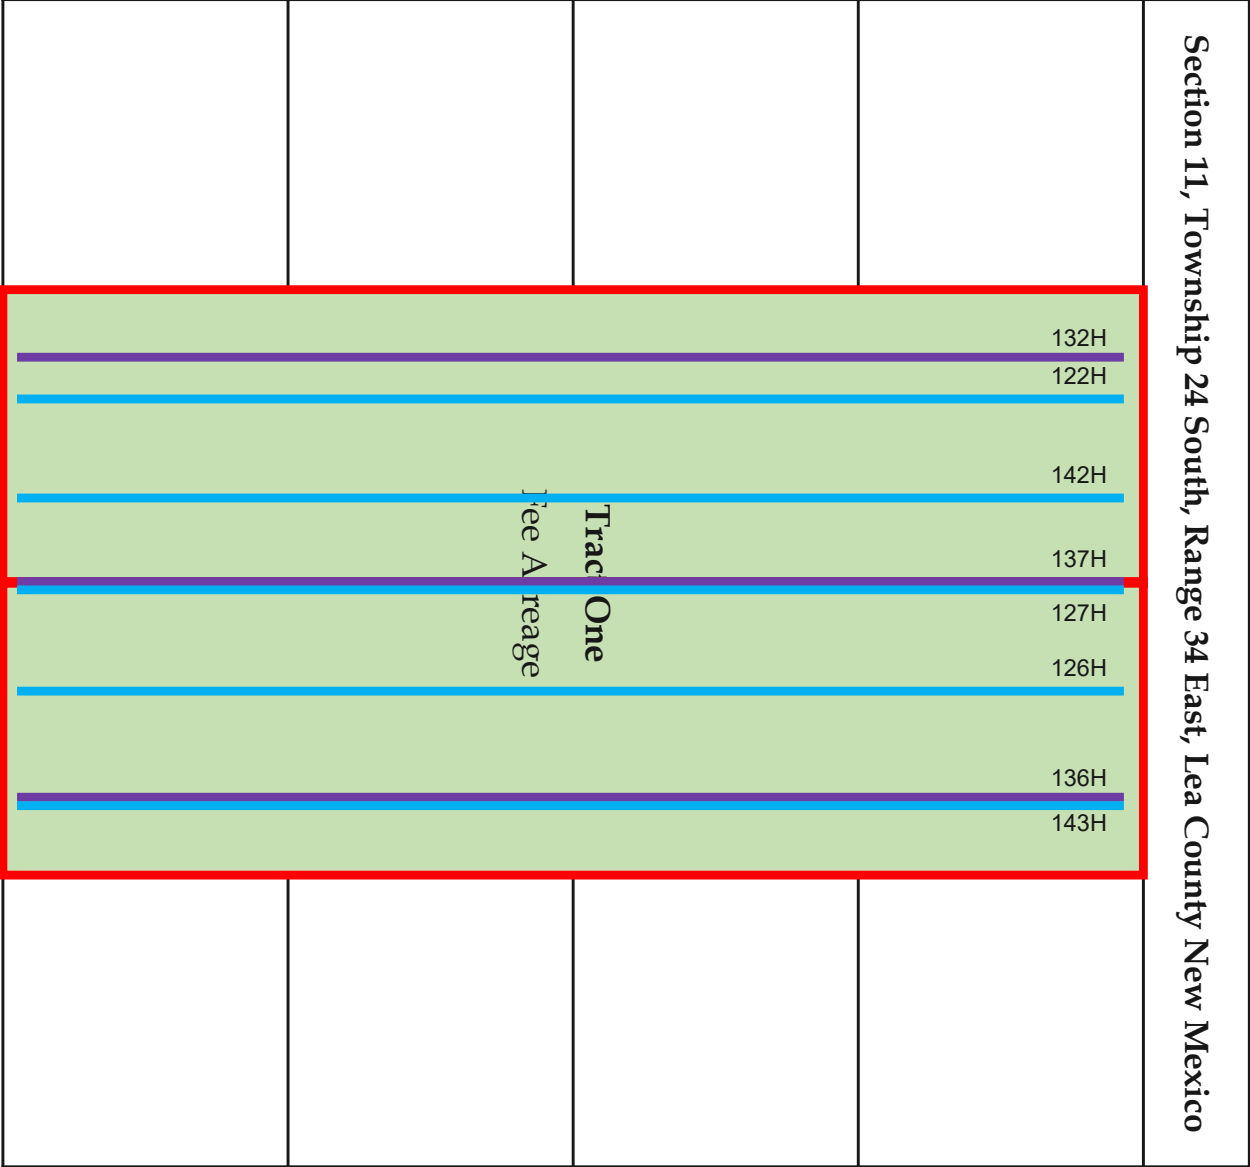 Section 11, Township 24 South, Range 34 East, Lea County New Mexico
132H
122H
142H
137H
127H
126H
136H
143H
Tract One
Fee Acreage